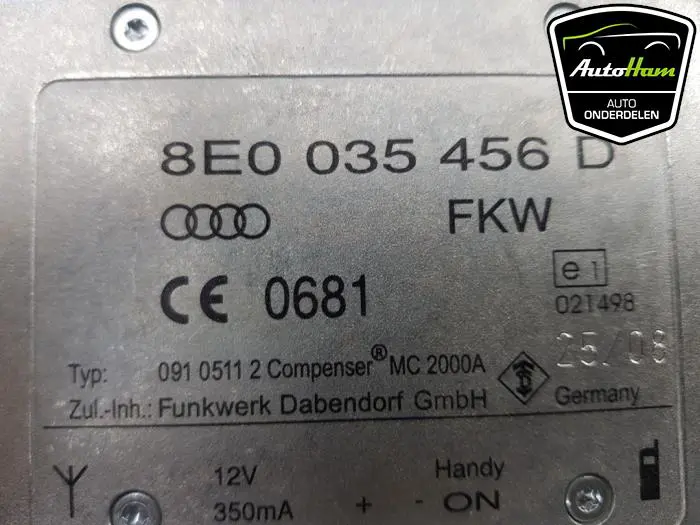 AutoHam
AUTO
ONDERDELEN
8E0 035 456 D
FKW
CE 0681
e1
021498
25/08
Typ: 091 0511 2 Compenser® MC 2000A
Zul.-Inh.: Funkwerk Dabendorf GmbH
Germany
12V
350mA
Handy
+ - ON